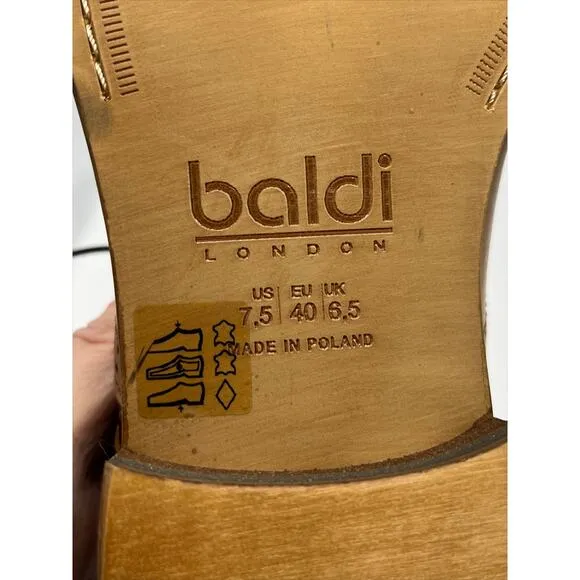 baldi
LONDON
US EU UK
7,5 40 6.5
MADE IN POLAND